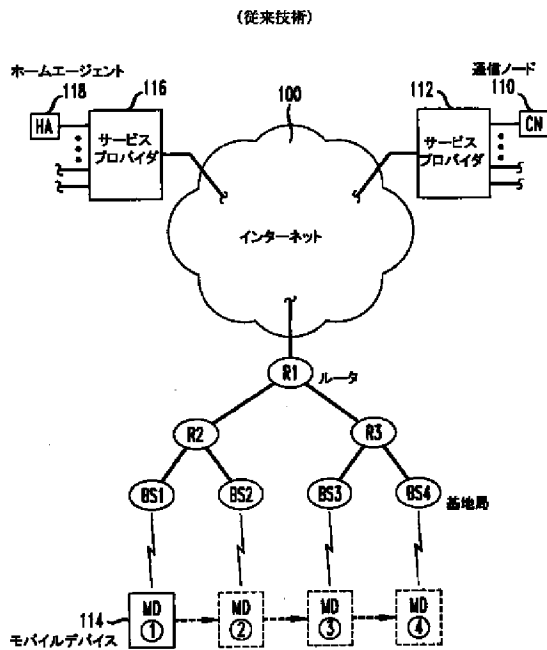 (従来技術)
ホームエージェント
118
116
HA
サービス
プロバイダ
100
通信ノード
112
110
CN
サービス
プロバイダ
インターネット
R1
ルータ
R2
R3
BS1
BS2
BS3
BS4
基地局
114
モバイルデバイス
MD
①
MD
②
MD
③
MD
④